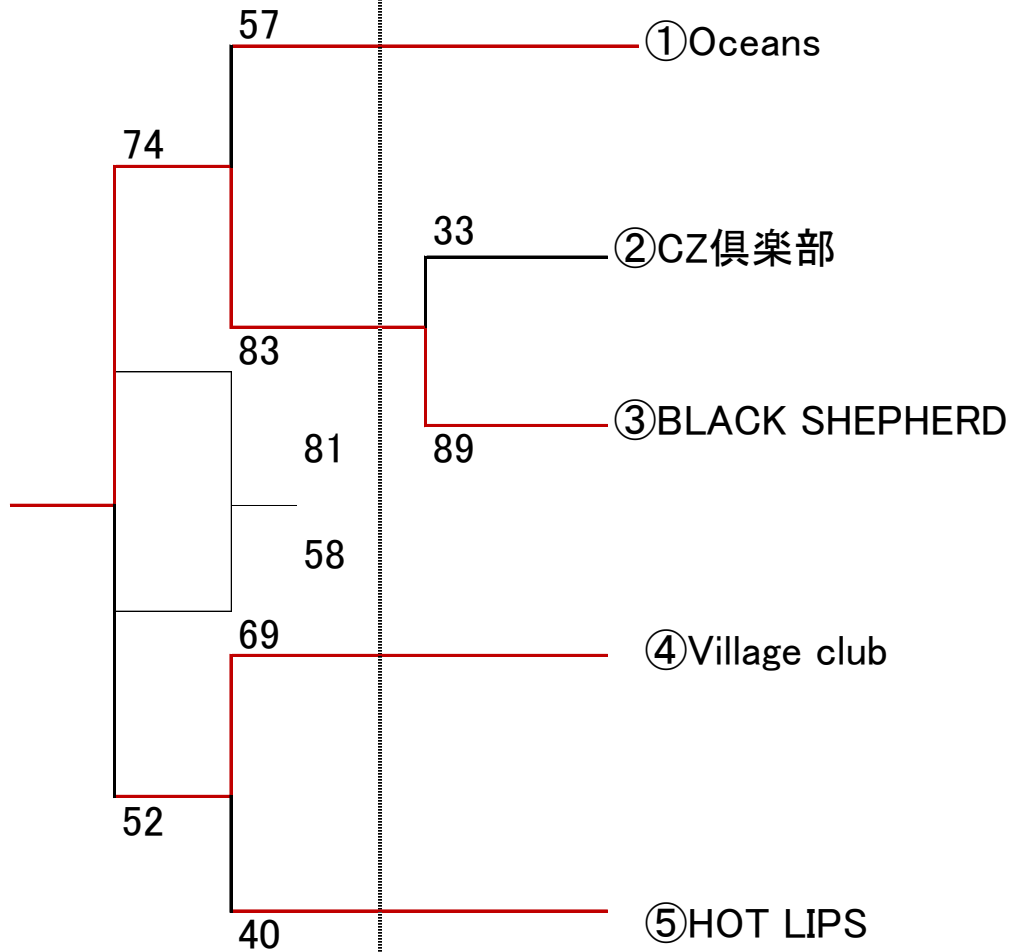 57
①Oceans
74
33
②CZ倶楽部
83
③BLACK SHEPHERD
81
89
58
69
④Village club
52
⑤HOT LIPS
40